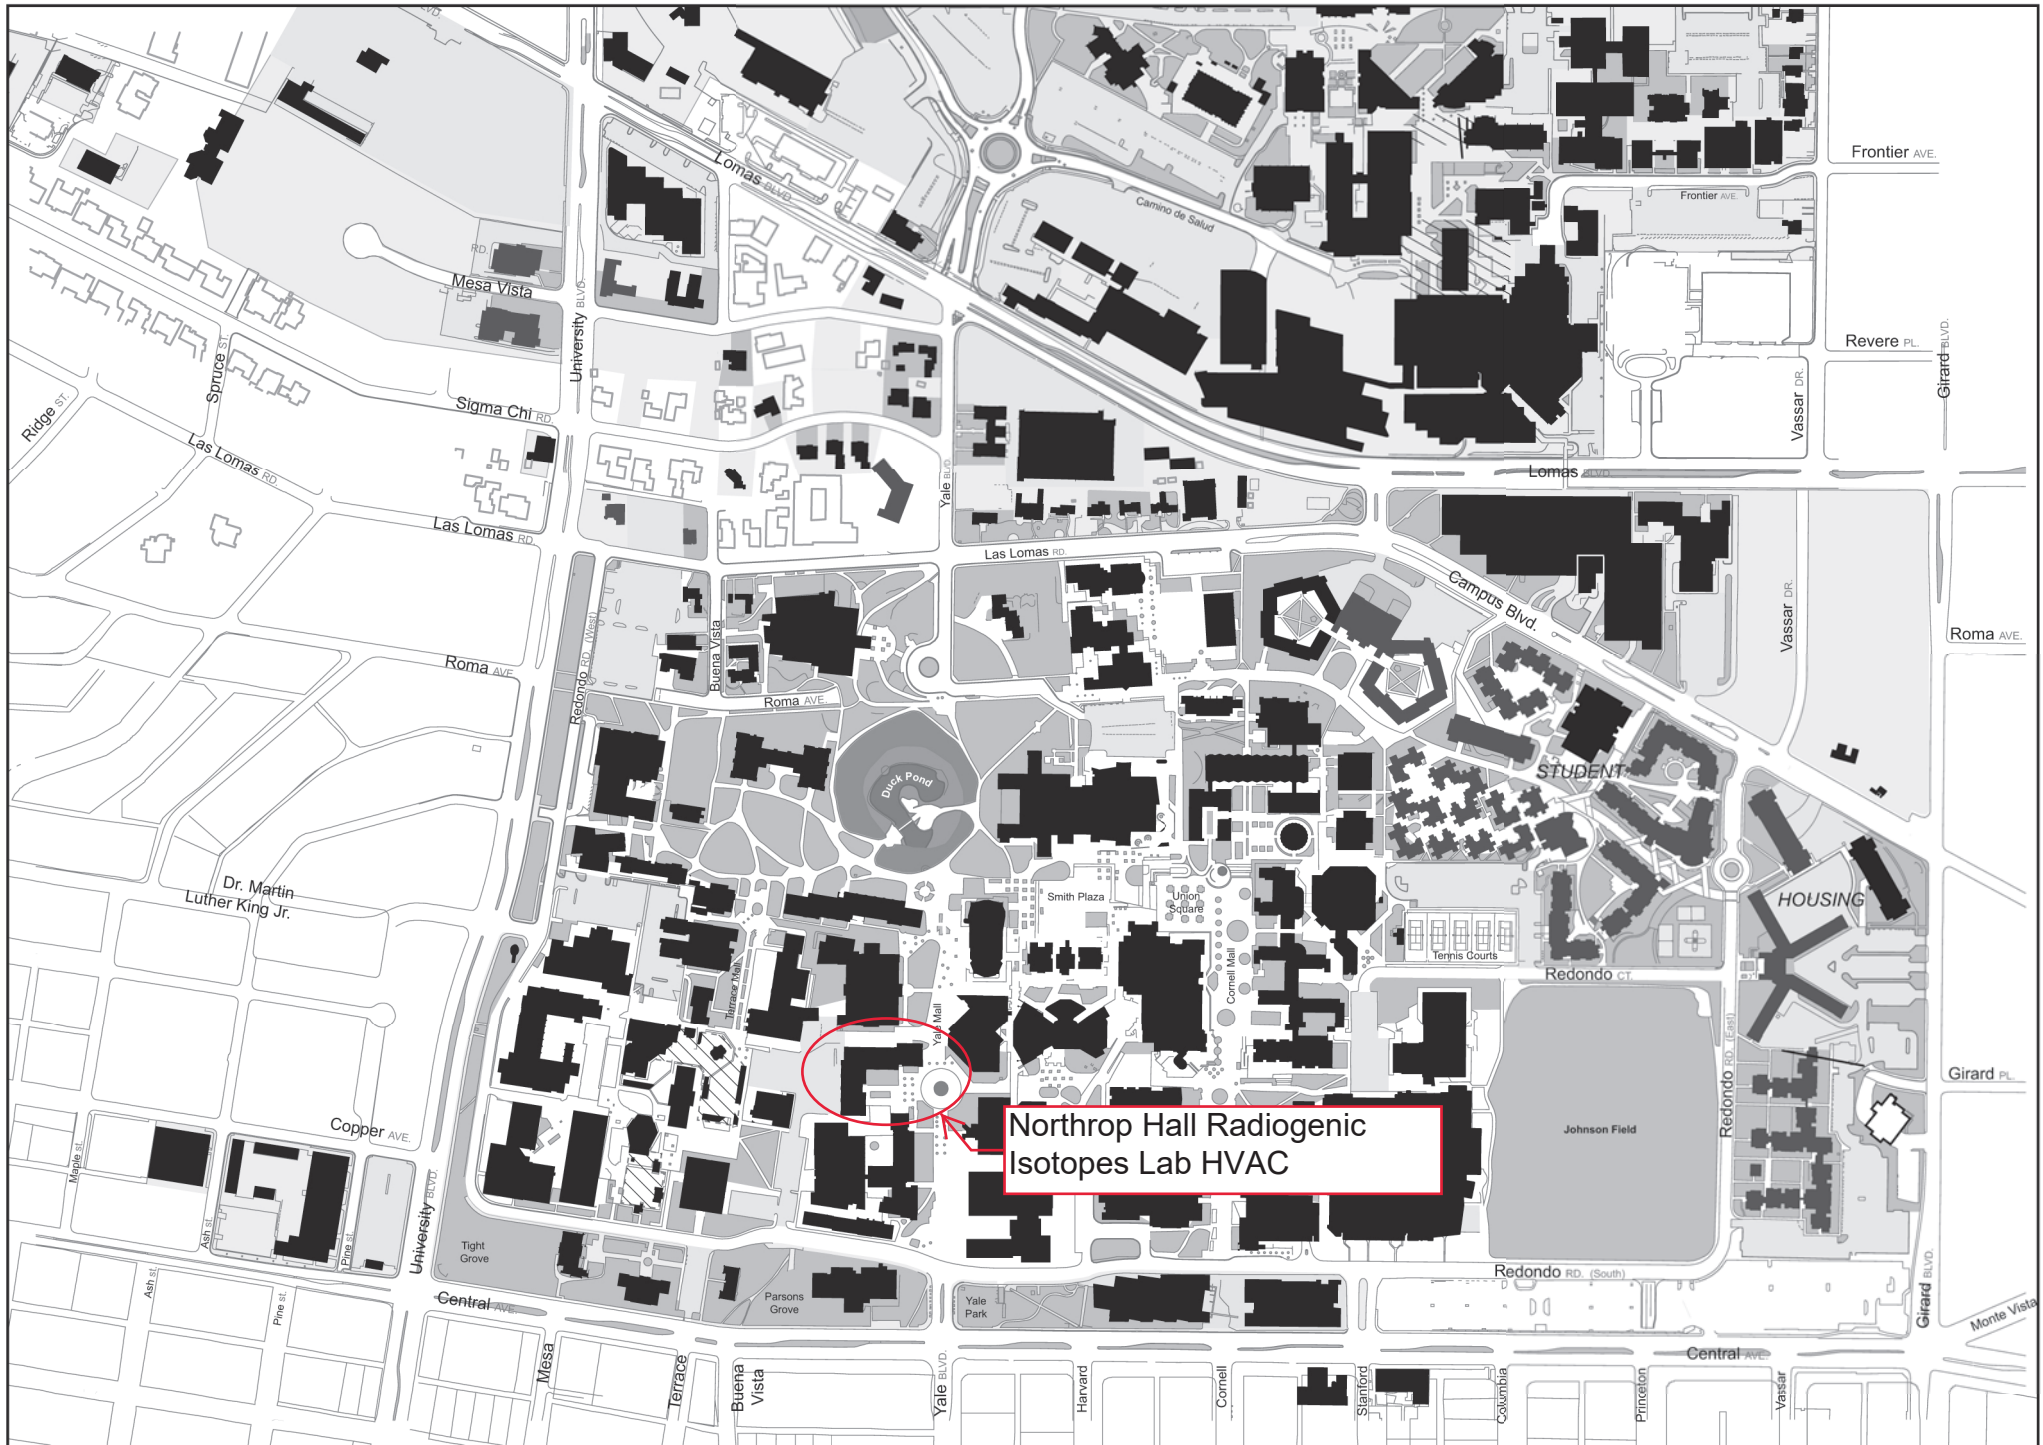 BLVD.
Lomas BLVD.
Frontier AVE.
Frontier AVE.
Camino de Salud
RD.
Mesa Vista
University BLVD.
Revere PL.
Girard BLVD.
Spruce ST.
Vassar DR.
Ridge ST.
Sigma Chi RD.
Las Lomas RD.
Lomas BLVD.
Yale BLVD.
Las Lomas RD.
Las Lomas RD.
Campus Blvd.
Vassar DR.
Roma AVE.
Redondo RD. (West)
Buena Vista
Roma AVE
Roma AVE.
Duck Pond
STUDENT
Dr. Martin
Luther King Jr.
Smith Plaza
Union
Square
HOUSING
Tennis Courts
Redondo CT.
Terrace Mall
Cornell Mall
Yale Mall
Redondo RD. (East)
Girard PL.
Northrop Hall Radiogenic
Isotopes Lab HVAC
Johnson Field
Copper AVE.
Maple st.
Ash st.
Pine st.
University BLVD.
Tight
Grove
Ash st.
Pine st.
Central AVE.
Parsons
Grove
Yale
Park
Redondo RD. (South)
Girard BLVD.
Monte Vista
Central AVE.
Mesa
Terrace
Buena
Vista
Yale BLVD.
Harvard
Cornell
Stanford
Columbia
Princeton
Vassar